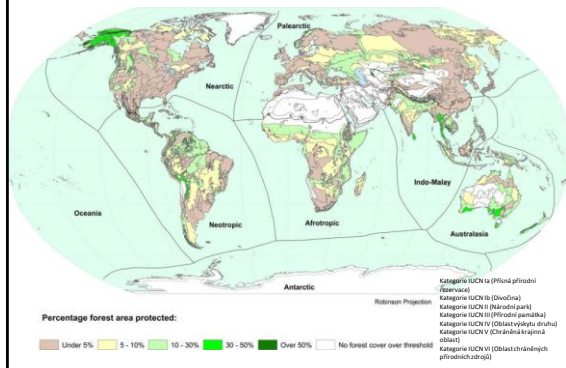 Palearctic
Nearctic
Indo-Malay
Oceania
Neotropic
Afrotropic
Australasia
Antarctic
Robinson Projection
Kategorie IUCN Ia (Přísná přírodní
rezervace)
Kategorie IUCN Ib (Divočina)
Kategorie IUCN II (Národní park)
Kategorie IUCN III (Přírodní památka)
Kategorie IUCN IV (Oblast výskytu druhu)
Kategorie IUCN V (Chráněná krajinná
oblast)
Kategorie IUCN VI (Oblast chráněných
přírodních zdrojů)
Percentage forest area protected:
Under 5%
5 - 10%
10 - 30%
30 - 50%
Over 50%
No forest cover over threshold